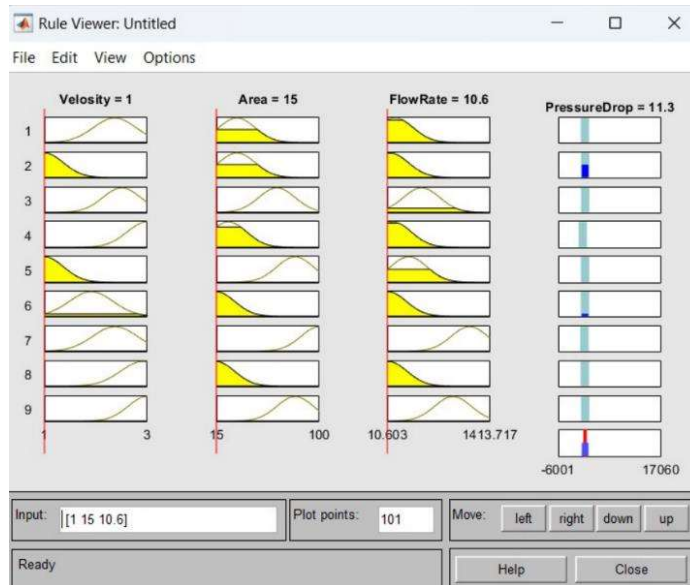 Rule Viewer: Untitled
File Edit View Options
Velosity = 1 Area = 15 FlowRate = 10.6 PressureDrop = 11.3
1
2
3
4
5
6
7
8
9
1 3 15 100 10.603 1413.717
-6001 17060
Input: [1 15 10.6] Plot points: 101 Move: left right down up
Ready Help Close